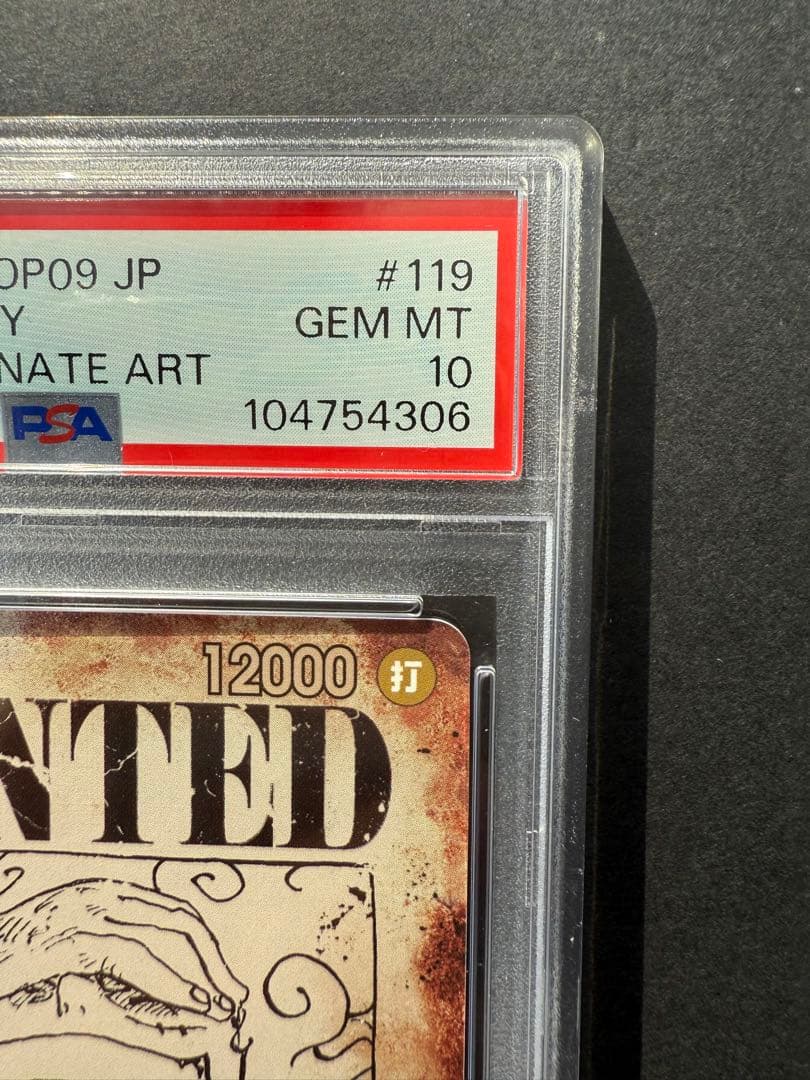 OP09 JP #119
Y GEM MT
NATE ART 10
PSA 104754306
12000 打
NTED